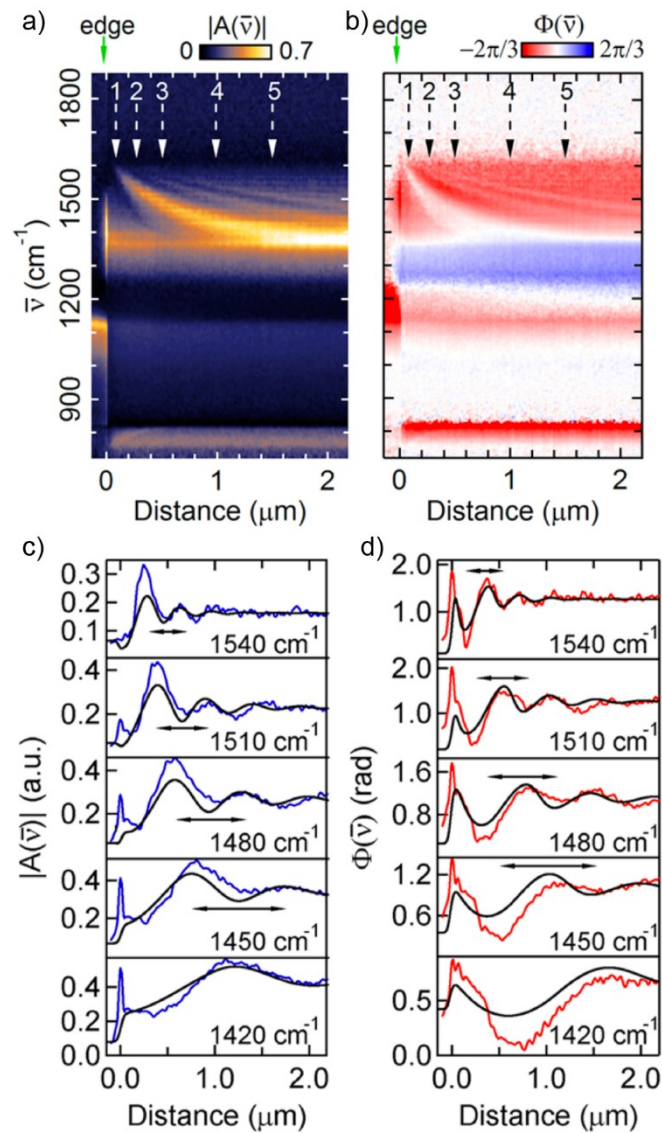 a) |A(ν̅)| b) Φ(ν̅)
edge 0 0.7 edge −2π/3 2π/3
1 2 3 4 5 1 2 3 4 5
1800
1500
1200
900
ν̅ (cm⁻¹)
0 1 2 0 1 2
Distance (μm) Distance (μm)
c) d)
0.3 2.0
0.2 1.0
0.1
1540 cm⁻¹ 1540 cm⁻¹
0.4 2.0
0.2 1.0
1510 cm⁻¹ 1510 cm⁻¹
0.4 1.6
0.2 0.8
1480 cm⁻¹ 1480 cm⁻¹
0.4 1.2
0.2 0.6
1450 cm⁻¹ 1450 cm⁻¹
0.4 0.5
0.2
0.0 0.0
1420 cm⁻¹ 1420 cm⁻¹
|A(ν̅)| (a.u.) Φ(ν̅) (rad)
0.0 1.0 2.0 0.0 1.0 2.0
Distance (μm) Distance (μm)